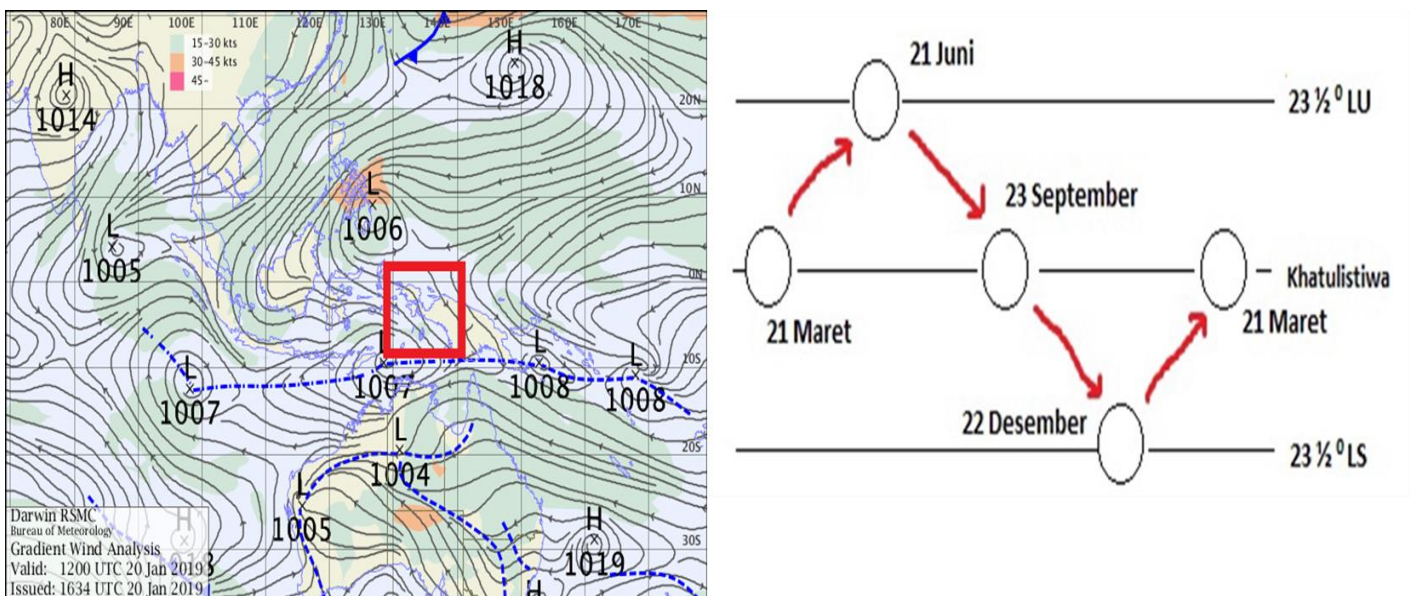 80E 90E 100E 110E 120E 130E 140E 150E 160E 170E
15-30 kts
30-45 kts
45-
H
1018
H
1014
20N
10N
L
1006
L
1005
0N
10S
L
1007
L
1007
L
1008
L
1008
L
1004
20S
L
1005
H
1019
30S
H
H
Darwin RSMC
Bureau of Meteorology
Gradient Wind Analysis
Valid: 1200 UTC 20 Jan 2019
Issued: 1634 UTC 20 Jan 2019
21 Juni
23 ½ ⁰ LU
23 September
Khatulistiwa
21 Maret
21 Maret
22 Desember
23 ½ ⁰ LS